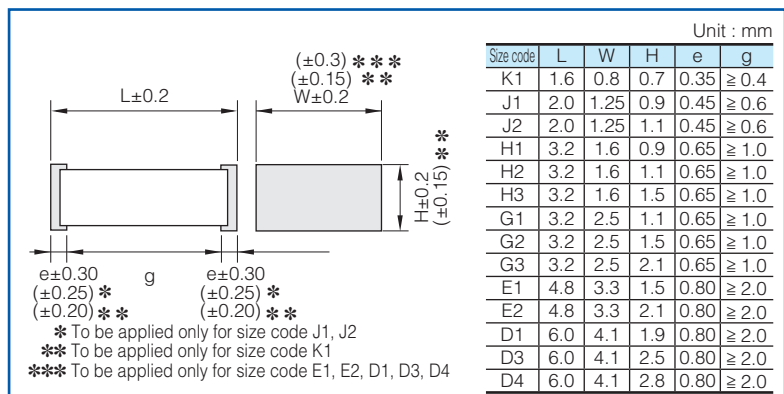 Unit : mm
(±0.3) ***
(±0.15) **
L±0.2
W±0.2
H±0.2
(±0.15) **
e±0.30
(±0.25) *
(±0.20) **
g
e±0.30
(±0.25) *
(±0.20) **
* To be applied only for size code J1, J2
** To be applied only for size code K1
*** To be applied only for size code E1, E2, D1, D3, D4
Size code L W H e g
K1 1.6 0.8 0.7 0.35 ≧ 0.4
J1 2.0 1.25 0.9 0.45 ≧ 0.6
J2 2.0 1.25 1.1 0.45 ≧ 0.6
H1 3.2 1.6 0.9 0.65 ≧ 1.0
H2 3.2 1.6 1.1 0.65 ≧ 1.0
H3 3.2 1.6 1.5 0.65 ≧ 1.0
G1 3.2 2.5 1.1 0.65 ≧ 1.0
G2 3.2 2.5 1.5 0.65 ≧ 1.0
G3 3.2 2.5 2.1 0.65 ≧ 1.0
E1 4.8 3.3 1.5 0.80 ≧ 2.0
E2 4.8 3.3 2.1 0.80 ≧ 2.0
D1 6.0 4.1 1.9 0.80 ≧ 2.0
D3 6.0 4.1 2.5 0.80 ≧ 2.0
D4 6.0 4.1 2.8 0.80 ≧ 2.0